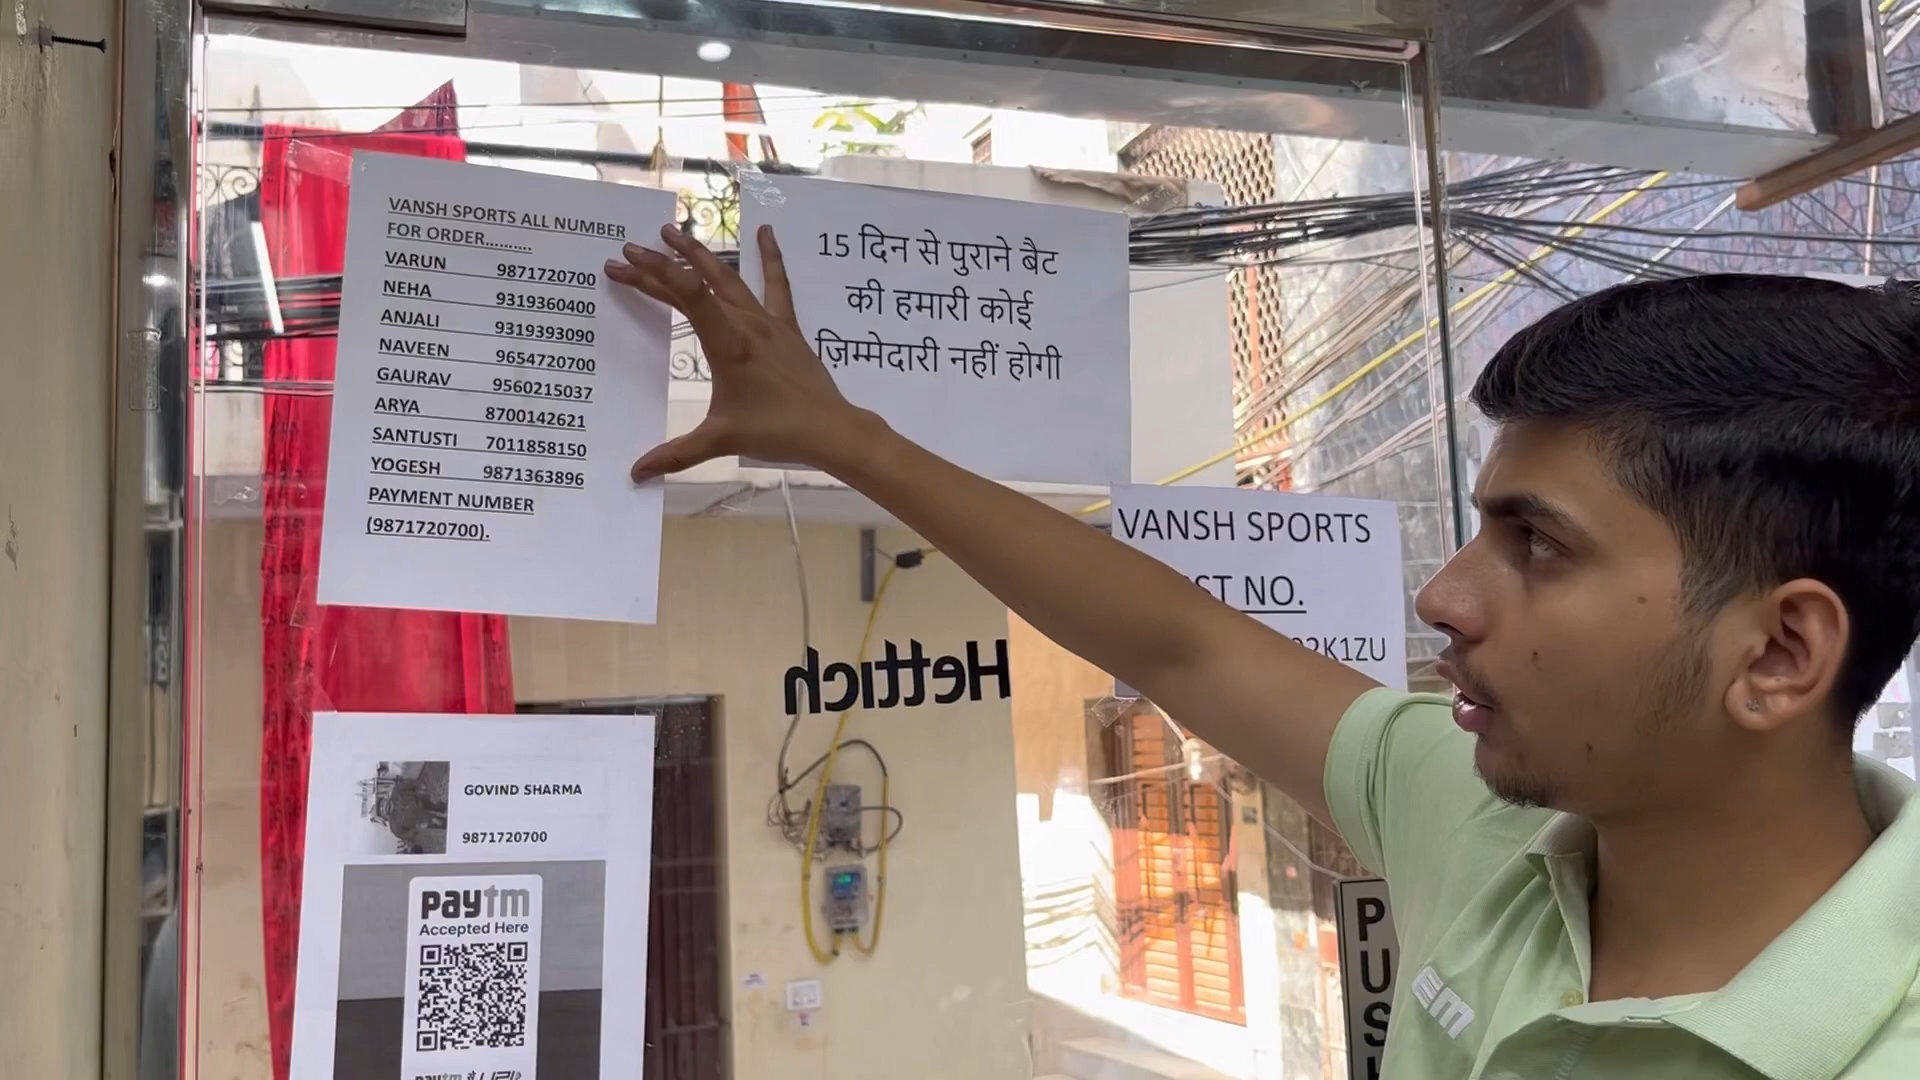 VANSH SPORTS ALL NUMBER
FOR ORDER..........
VARUN 9871720700
NEHA 9319360400
ANJALI 9319393090
NAVEEN 9654720700
GAURAV 9560215037
ARYA 8700142621
SANTUSTI 7011858150
YOGESH 9871363896
PAYMENT NUMBER
(9871720700).
15 दिन से पुराने बैट
की हमारी कोई
ज़िम्मेदारी नहीं होगी
VANSH SPORTS
NO.
Hettich
GOVIND SHARMA
9871720700
paytm
Accepted Here
paytm
PUS